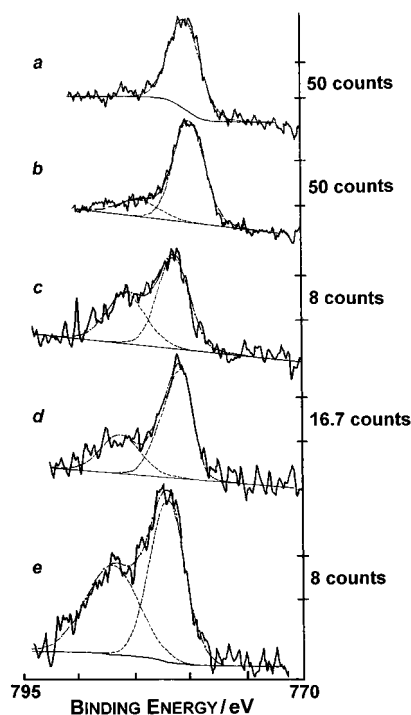 a
50 counts
b
50 counts
c
8 counts
d
16.7 counts
e
8 counts
795
770
BINDING ENERGY / eV